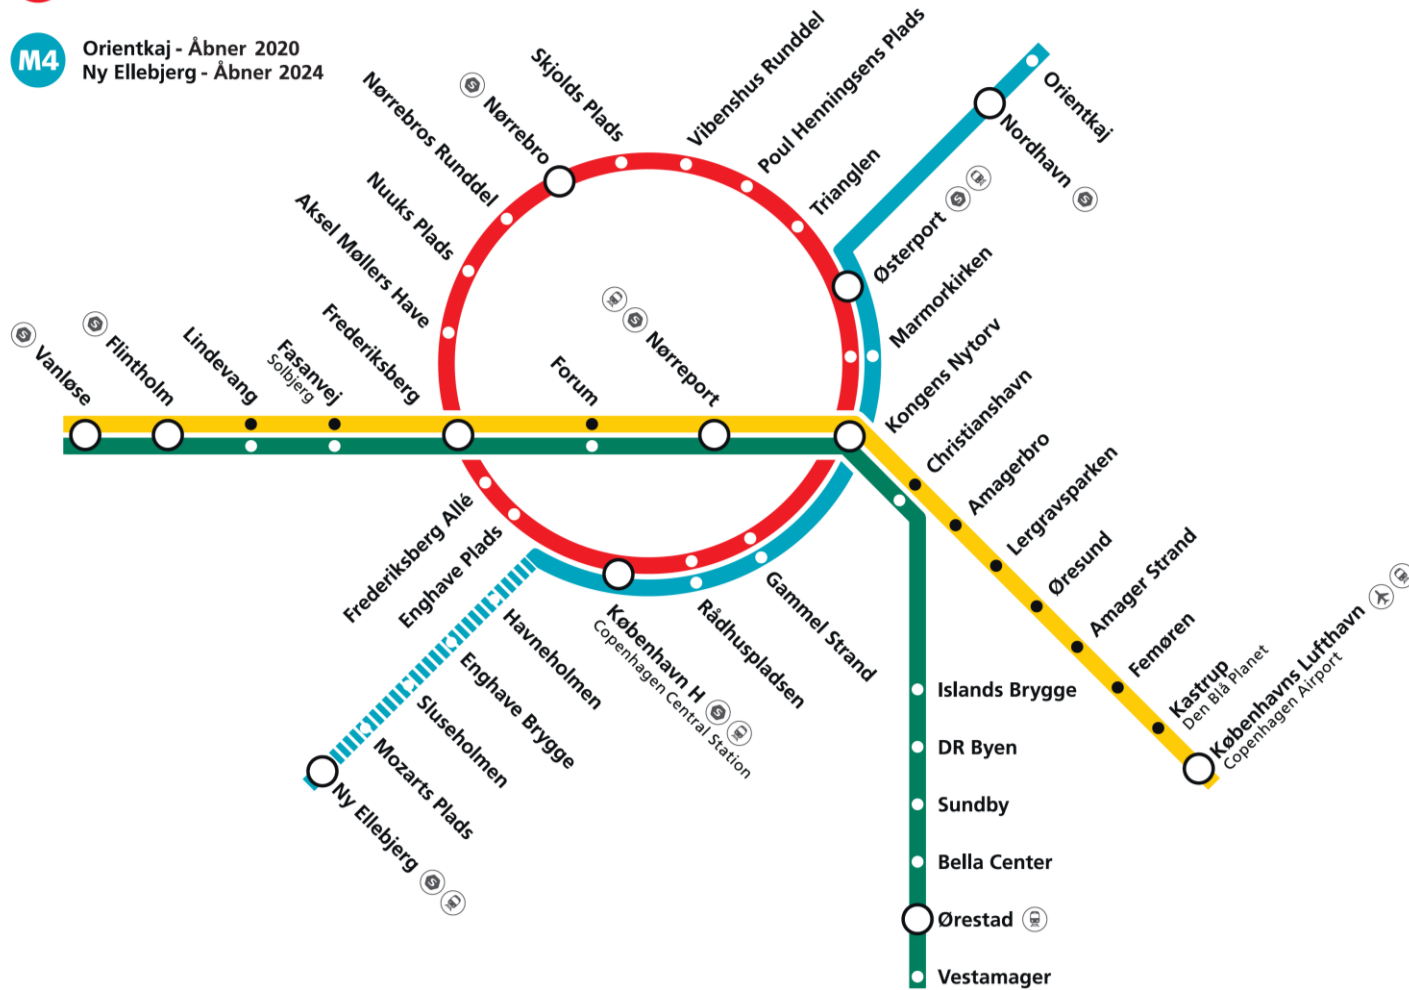 M4
Orientkaj - Åbner 2020
Ny Ellebjerg - Åbner 2024
Skjolds Plads
Vibenshus Runddel
Poul Henningsens Plads
Nørrebro
Nørrebros Runddel
Nuuks Plads
Aksel Møllers Have
Trianglen
Orientkaj
Nordhavn
Østerport
Marmorkirken
Vanløse
Flintholm
Lindevang
Fasanvej
Solbjerg
Frederiksberg
Forum
Nørreport
Kongens Nytorv
Christianshavn
Amagerbro
Lergravsparken
Øresund
Amager Strand
Femøren
Kastrup
Den Blå Planet
Københavns Lufthavn
Copenhagen Airport
Frederiksberg Allé
Enghave Plads
København H
Copenhagen Central Station
Rådhuspladsen
Gammel Strand
Havneholmen
Enghave Brygge
Sluseholmen
Mozarts Plads
Ny Ellebjerg
Islands Brygge
DR Byen
Sundby
Bella Center
Ørestad
Vestamager